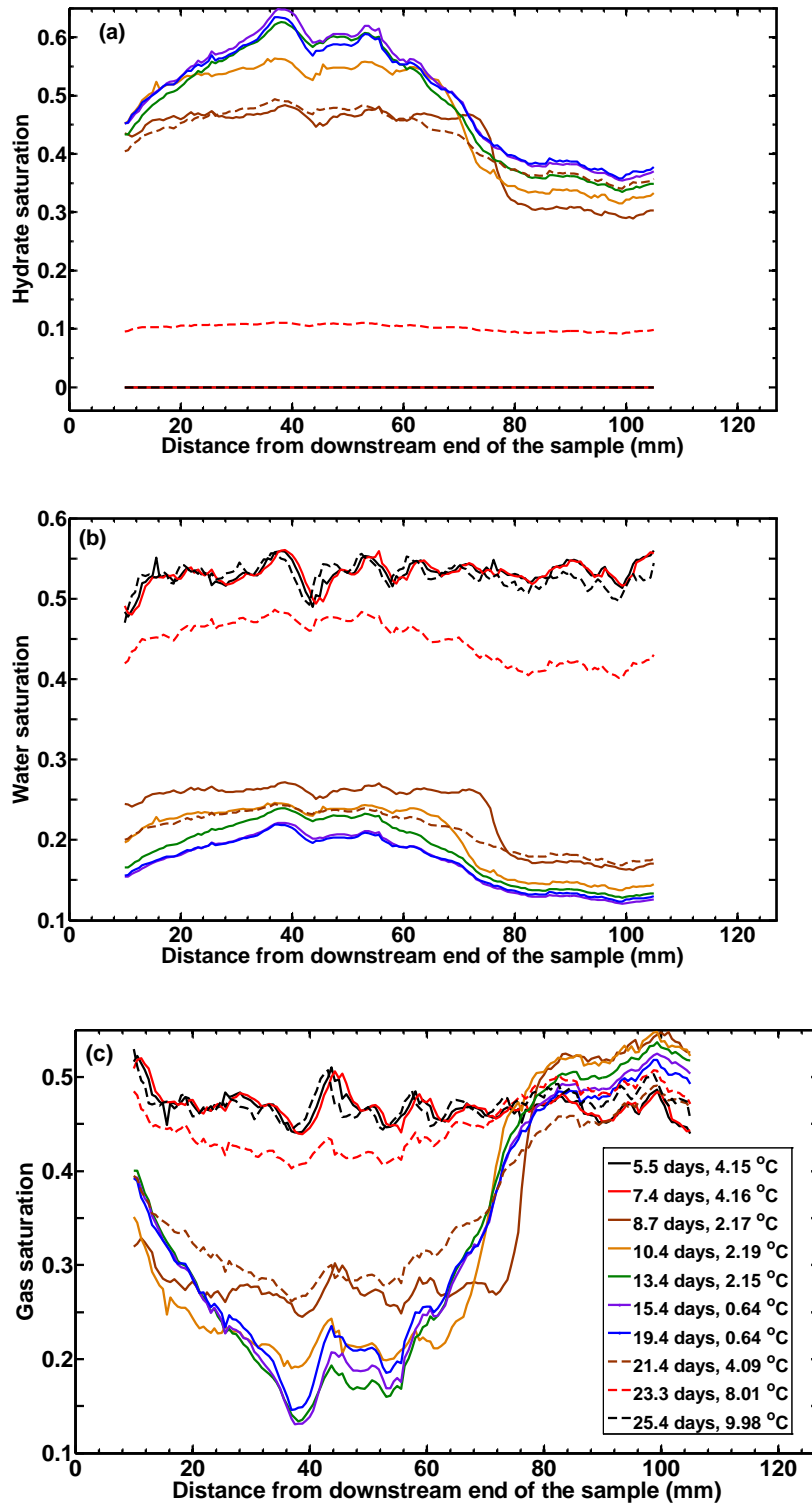 (a)
Hydrate saturation
0.6
0.5
0.4
0.3
0.2
0.1
0
0 20 40 60 80 100 120
Distance from downstream end of the sample (mm)
(b)
Water saturation
0.6
0.5
0.4
0.3
0.2
0.1
0 20 40 60 80 100 120
Distance from downstream end of the sample (mm)
(c)
Gas saturation
0.5
0.4
0.3
0.2
0.1
5.5 days, 4.15 °C
7.4 days, 4.16 °C
8.7 days, 2.17 °C
10.4 days, 2.19 °C
13.4 days, 2.15 °C
15.4 days, 0.64 °C
19.4 days, 0.64 °C
21.4 days, 4.09 °C
23.3 days, 8.01 °C
25.4 days, 9.98 °C
0 20 40 60 80 100 120
Distance from downstream end of the sample (mm)